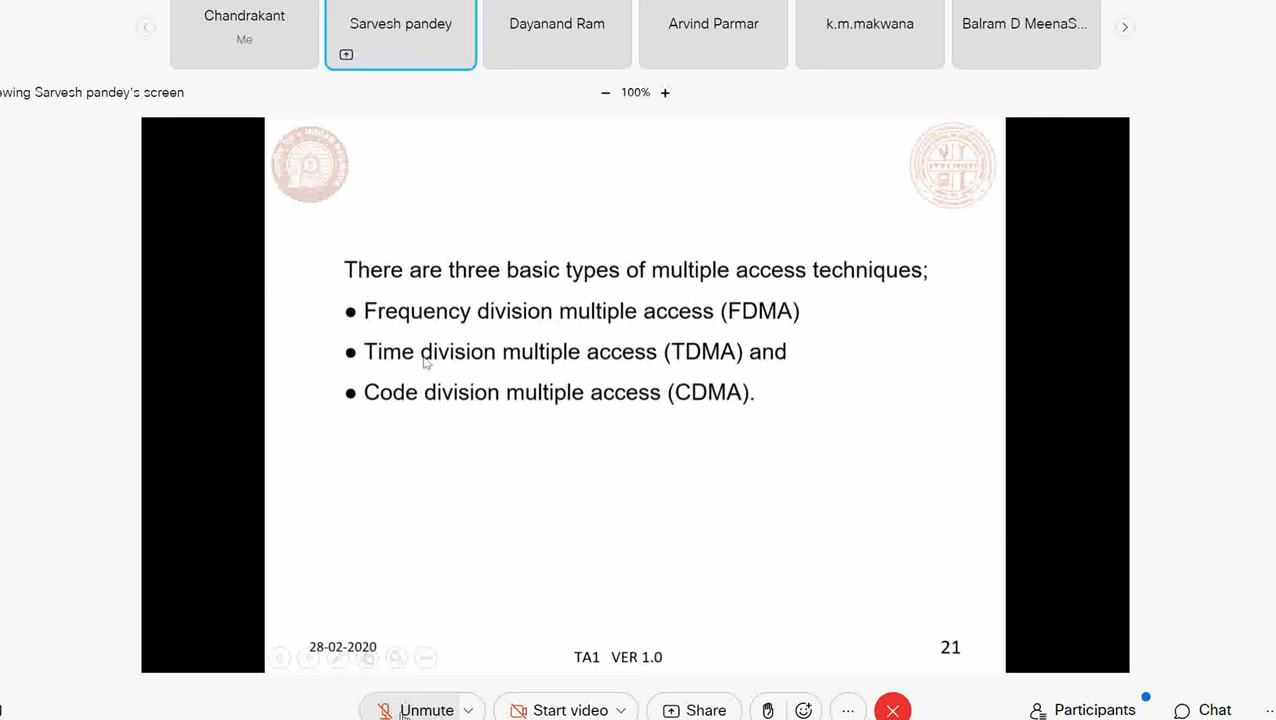 Chandrakant
Me
Sarvesh pandey
Dayanand Ram
Arvind Parmar
k.m.makwana
Balram D MeenaS...
ewing Sarvesh pandey's screen
100%
There are three basic types of multiple access techniques;
● Frequency division multiple access (FDMA)
● Time division multiple access (TDMA) and
● Code division multiple access (CDMA).
28-02-2020
TA1 VER 1.0
21
Unmute
Start video
Share
Participants
Chat